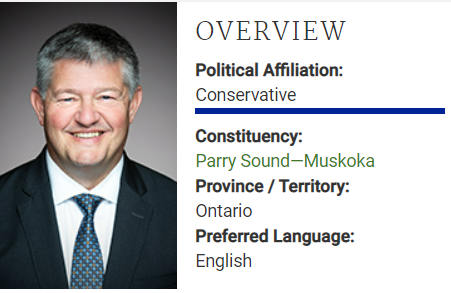 OVERVIEW
Political Affiliation:
Conservative
Constituency:
Parry Sound—Muskoka
Province / Territory:
Ontario
Preferred Language:
English